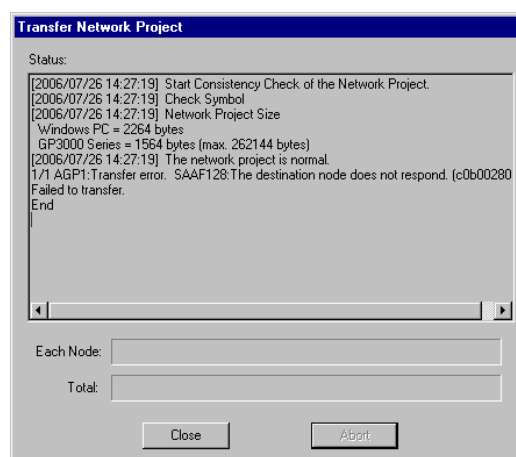 Transfer Network Project
Status:
[2006/07/26 14:27:19] Start Consistency Check of the Network Project.
[2006/07/26 14:27:19] Check Symbol
[2006/07/26 14:27:19] Network Project Size
Windows PC = 2264 bytes
GP3000 Series = 1564 bytes (max. 262144 bytes)
[2006/07/26 14:27:19] The network project is normal.
1/1 AGP1:Transfer error. SAAF128:The destination node does not respond. (c0b00280
Failed to transfer.
End
Each Node:
Total:
Close
Abort